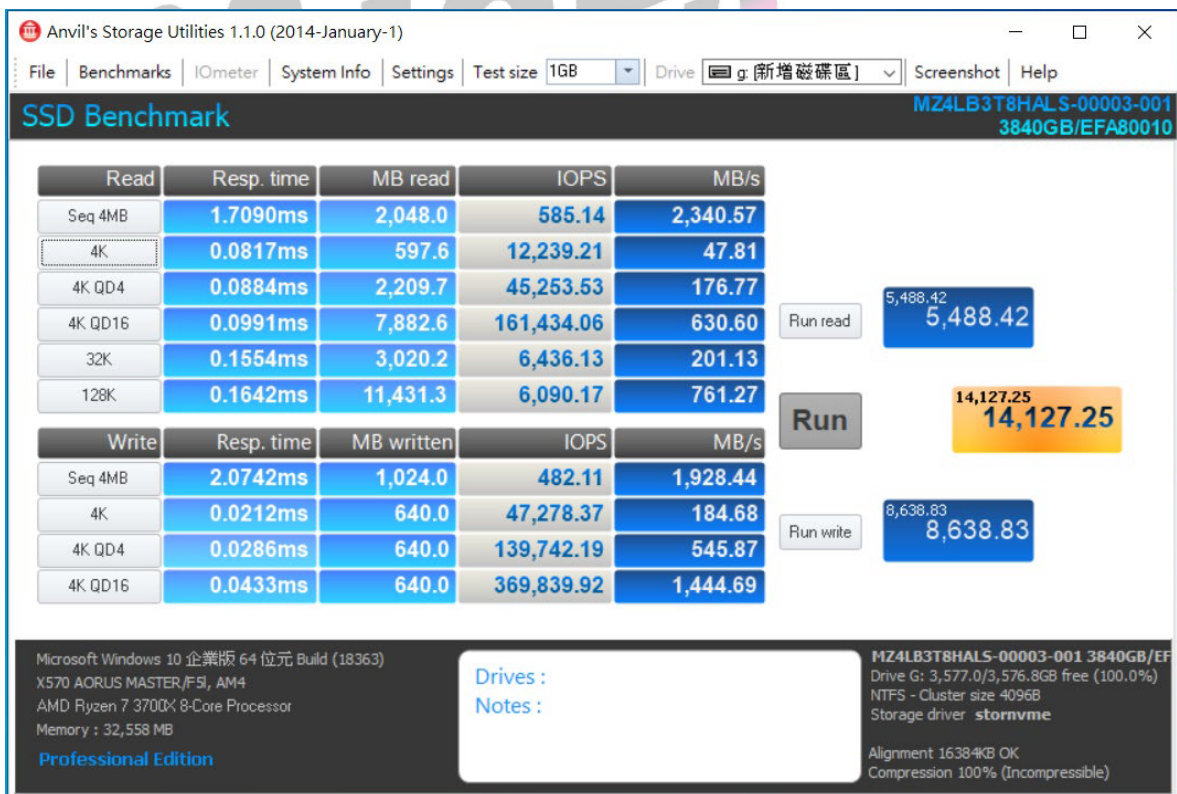 Anvil's Storage Utilities 1.1.0 (2014-January-1)
File Benchmarks IOmeter System Info Settings Test size 1GB Drive g: [新增磁碟區] Screenshot Help
SSD Benchmark
MZ4LB3T8HALS-00003-001
3840GB/EFA80010
Read Resp. time MB read IOPS MB/s
Seq 4MB 1.7090ms 2,048.0 585.14 2,340.57
4K 0.0817ms 597.6 12,239.21 47.81
4K QD4 0.0884ms 2,209.7 45,253.53 176.77
4K QD16 0.0991ms 7,882.6 161,434.06 630.60
32K 0.1554ms 3,020.2 6,436.13 201.13
128K 0.1642ms 11,431.3 6,090.17 761.27
Run read
5,488.42
5,488.42
Run
14,127.25
14,127.25
Write Resp. time MB written IOPS MB/s
Seq 4MB 2.0742ms 1,024.0 482.11 1,928.44
4K 0.0212ms 640.0 47,278.37 184.68
4K QD4 0.0286ms 640.0 139,742.19 545.87
4K QD16 0.0433ms 640.0 369,839.92 1,444.69
Run write
8,638.83
8,638.83
Microsoft Windows 10 企業版 64 位元 Build (18363)
X570 AORUS MASTER/F5l, AM4
AMD Ryzen 7 3700X 8-Core Processor
Memory : 32,558 MB
Professional Edition
Drives :
Notes :
MZ4LB3T8HALS-00003-001 3840GB/EF
Drive G: 3,577.0/3,576.8GB free (100.0%)
NTFS - Cluster size 4096B
Storage driver stornvme
Alignment 16384KB OK
Compression 100% (Incompressible)